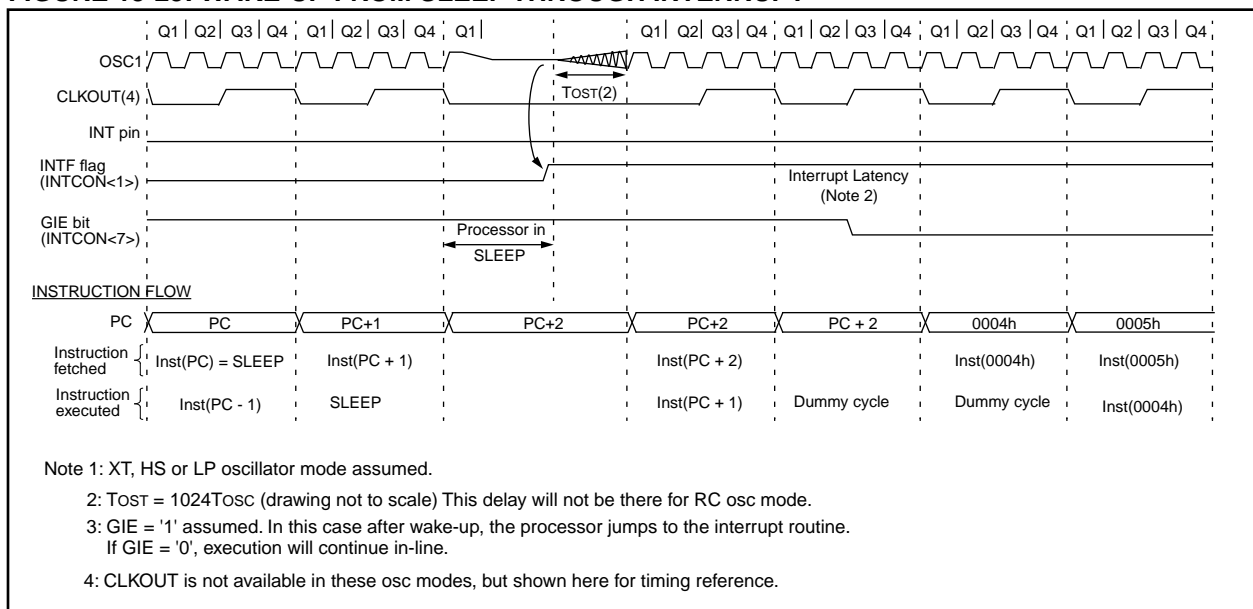 Q1 Q2 Q3 Q4 Q1 Q2 Q3 Q4 Q1 Q1 Q2 Q3 Q4 Q1 Q2 Q3 Q4 Q1 Q2 Q3 Q4 Q1 Q2 Q3 Q4
OSC1
TOST(2)
CLKOUT(4)
INT pin
INTF flag
(INTCON<1>)
Interrupt Latency
(Note 2)
GIE bit
(INTCON<7>)
Processor in
SLEEP
INSTRUCTION FLOW
PC PC PC+1 PC+2 PC+2 PC + 2 0004h 0005h
Instruction
fetched
Inst(PC) = SLEEP Inst(PC + 1) Inst(PC + 2) Inst(0004h) Inst(0005h)
Instruction
executed
Inst(PC - 1) SLEEP Inst(PC + 1) Dummy cycle Dummy cycle Inst(0004h)
Note 1: XT, HS or LP oscillator mode assumed.
2: TOST = 1024TOSC (drawing not to scale) This delay will not be there for RC osc mode.
3: GIE = '1' assumed. In this case after wake-up, the processor jumps to the interrupt routine.
If GIE = '0', execution will continue in-line.
4: CLKOUT is not available in these osc modes, but shown here for timing reference.